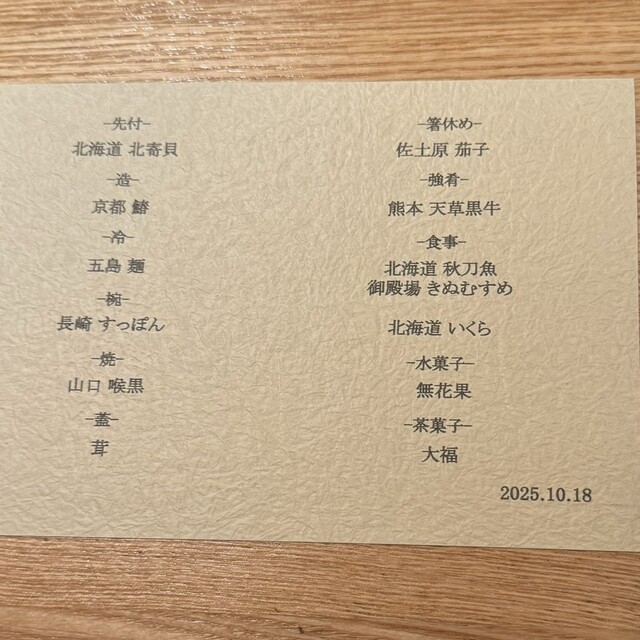 -先付-
北海道 北寄貝
-造-
京都 鰆
-冷-
五島 麺
-椀-
長崎 すっぽん
-焼-
山口 喉黒
-蓋-
茸
-箸休め-
佐土原 茄子
-強肴-
熊本 天草黒牛
-食事-
北海道 秋刀魚
御殿場 きぬむすめ
北海道 いくら
-水菓子-
無花果
-茶菓子-
大福
2025.10.18